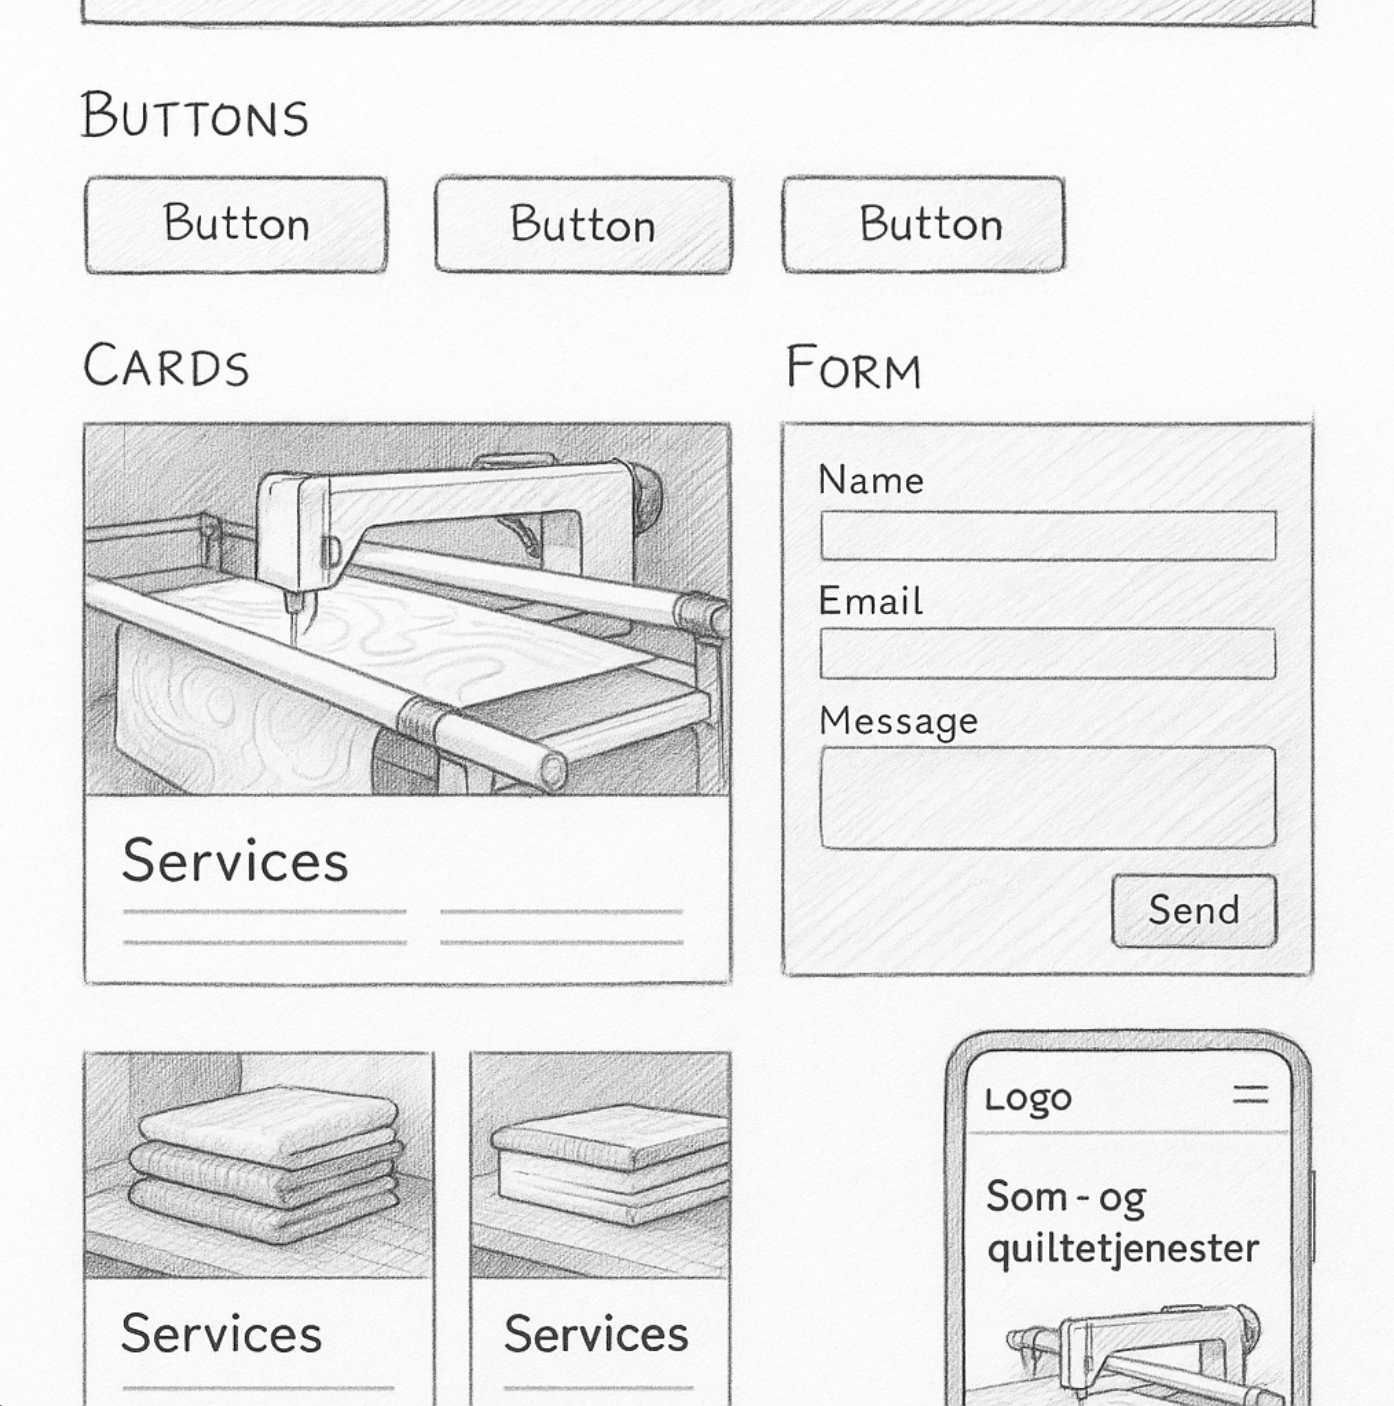 BUTTONS
Button
Button
Button
CARDS
FORM
Name
Email
Message
Send
Services
Services
Services
Logo
Som - og
quiltetjenester